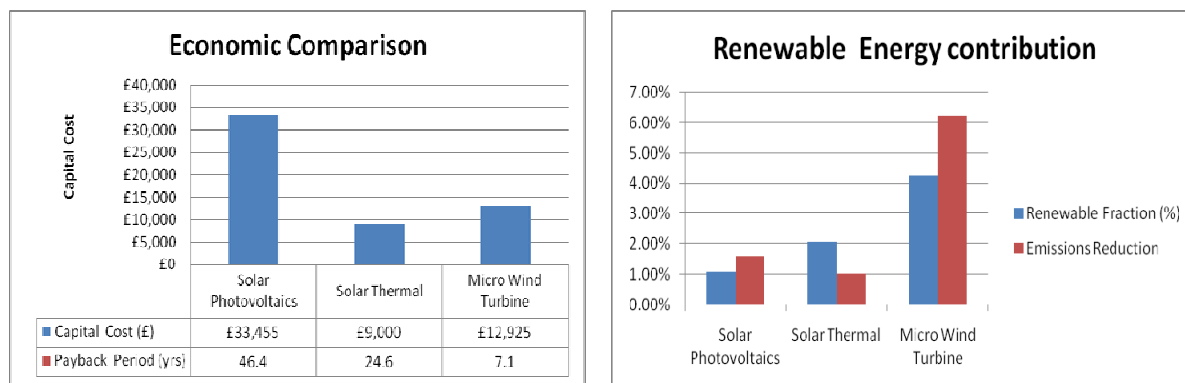 Economic Comparison
Capital Cost
£40,000
£35,000
£30,000
£25,000
£20,000
£15,000
£10,000
£5,000
£0
Solar Photovoltaics
Solar Thermal
Micro Wind Turbine
Capital Cost (£) £33,455 £9,000 £12,925
Payback Period (yrs) 46.4 24.6 7.1
Renewable Energy contribution
7.00%
6.00%
5.00%
4.00%
3.00%
2.00%
1.00%
0.00%
Solar Photovoltaics
Solar Thermal
Micro Wind Turbine
Renewable Fraction (%)
Emissions Reduction